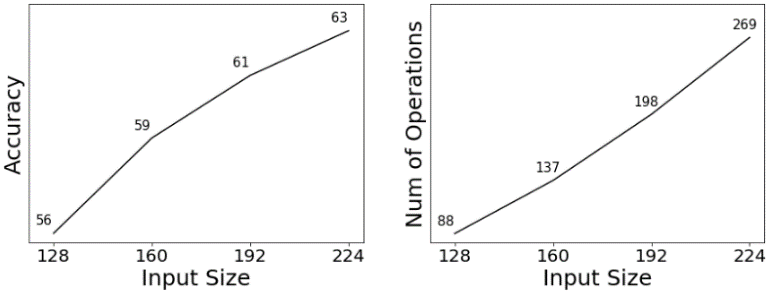 Accuracy
63
61
59
56
128 160 192 224
Input Size
Num of Operations
269
198
137
88
128 160 192 224
Input Size